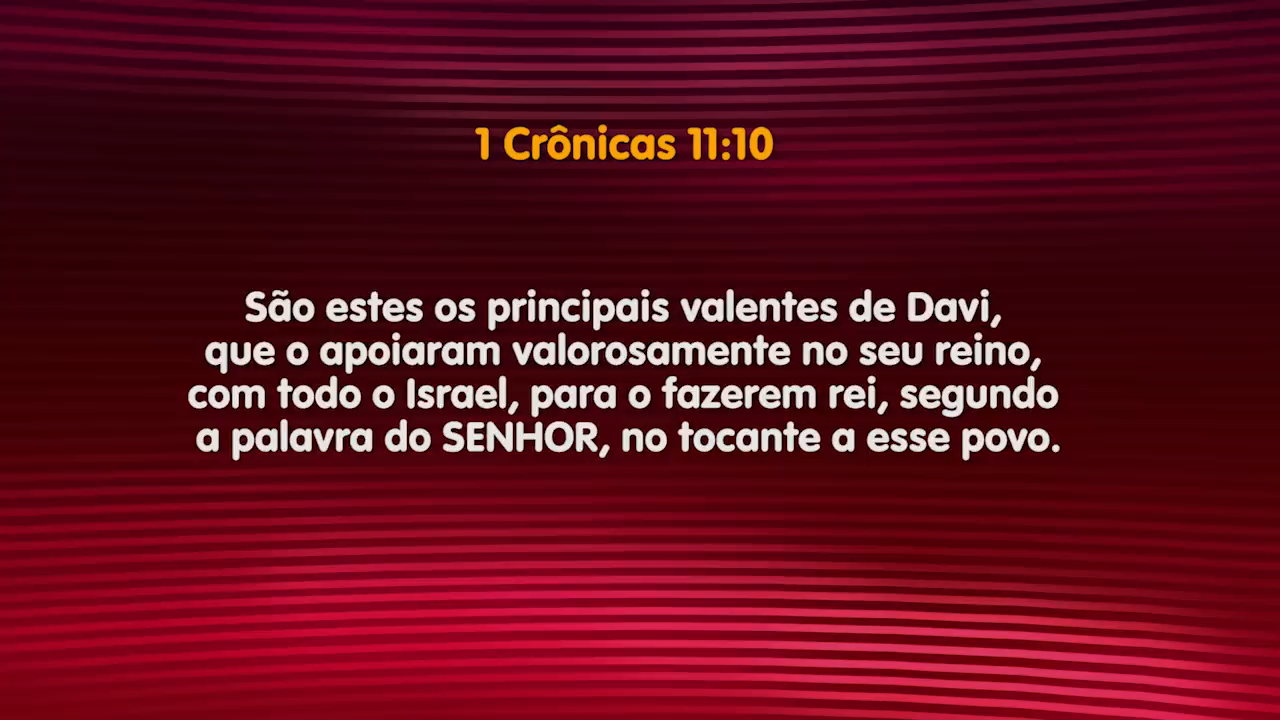 1 Crônicas 11:10
São estes os principais valentes de Davi,
que o apoiaram valorosamente no seu reino,
com todo o Israel, para o fazerem rei, segundo
a palavra do SENHOR, no tocante a esse povo.